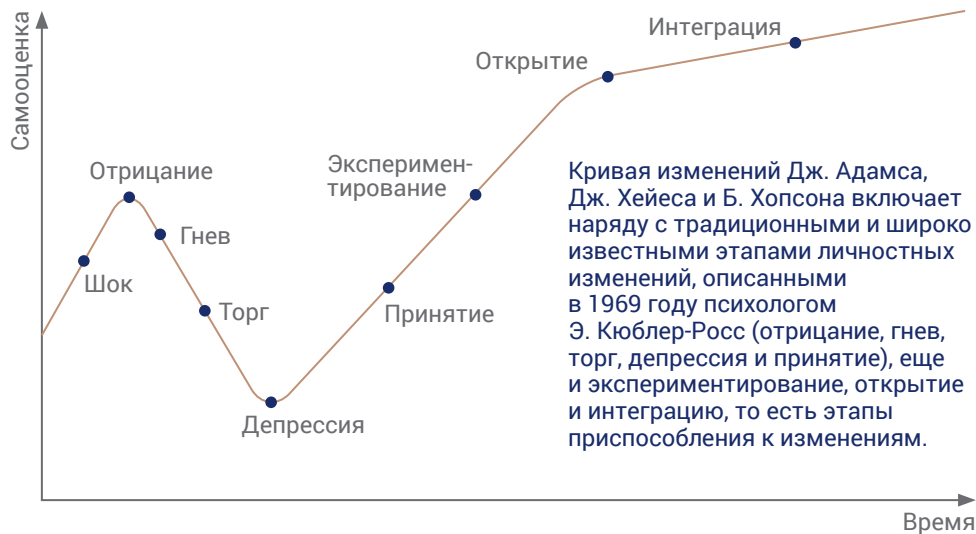 Самооценка
Интеграция
Открытие
Эксперимен-
тирование
Отрицание
Гнев
Шок
Торг
Принятие
Депрессия
Кривая изменений Дж. Адамса,
Дж. Хейеса и Б. Хопсона включает
наряду с традиционными и широко
известными этапами личностных
изменений, описанными
в 1969 году психологом
Э. Кюблер-Росс (отрицание, гнев,
торг, депрессия и принятие), еще
и экспериментирование, открытие
и интеграцию, то есть этапы
приспособления к изменениям.
Время